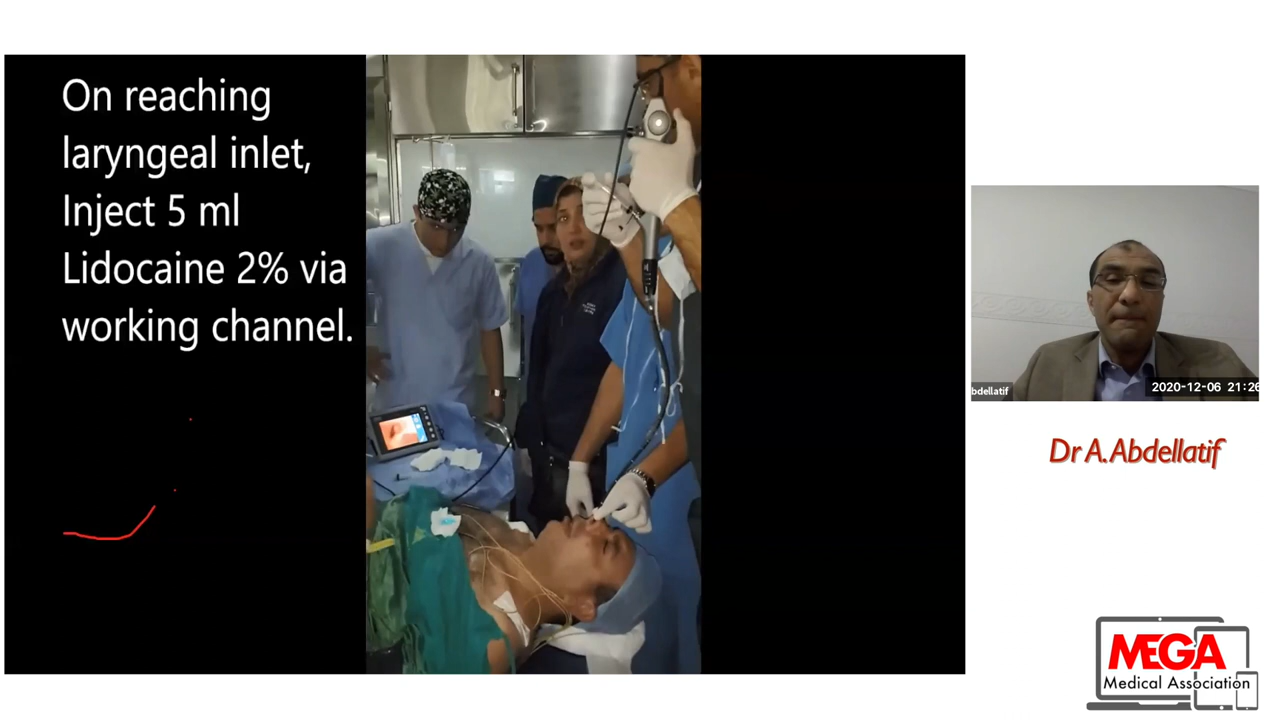 On reaching
laryngeal inlet,
Inject 5 ml
Lidocaine 2% via
working channel.
bdellatif
2020-12-06 21:26
Dr A.Abdellatif
MEGA
Medical Association